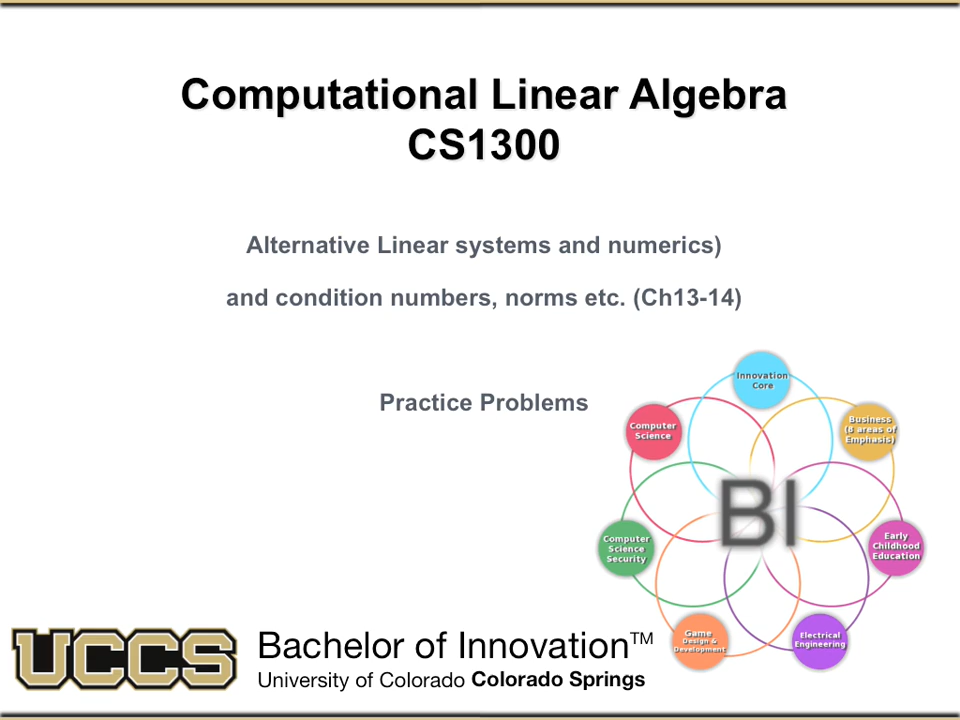 Computational Linear Algebra
CS1300
Alternative Linear systems and numerics)
and condition numbers, norms etc. (Ch13-14)
Practice Problems
Innovation
Core
Computer
Science
Business
(8 areas of
Emphasis)
BI
Computer
Science
Security
Early
Childhood
Education
Game
Design &
Development
Electrical
Engineering
UCCS
Bachelor of Innovation™
University of Colorado Colorado Springs